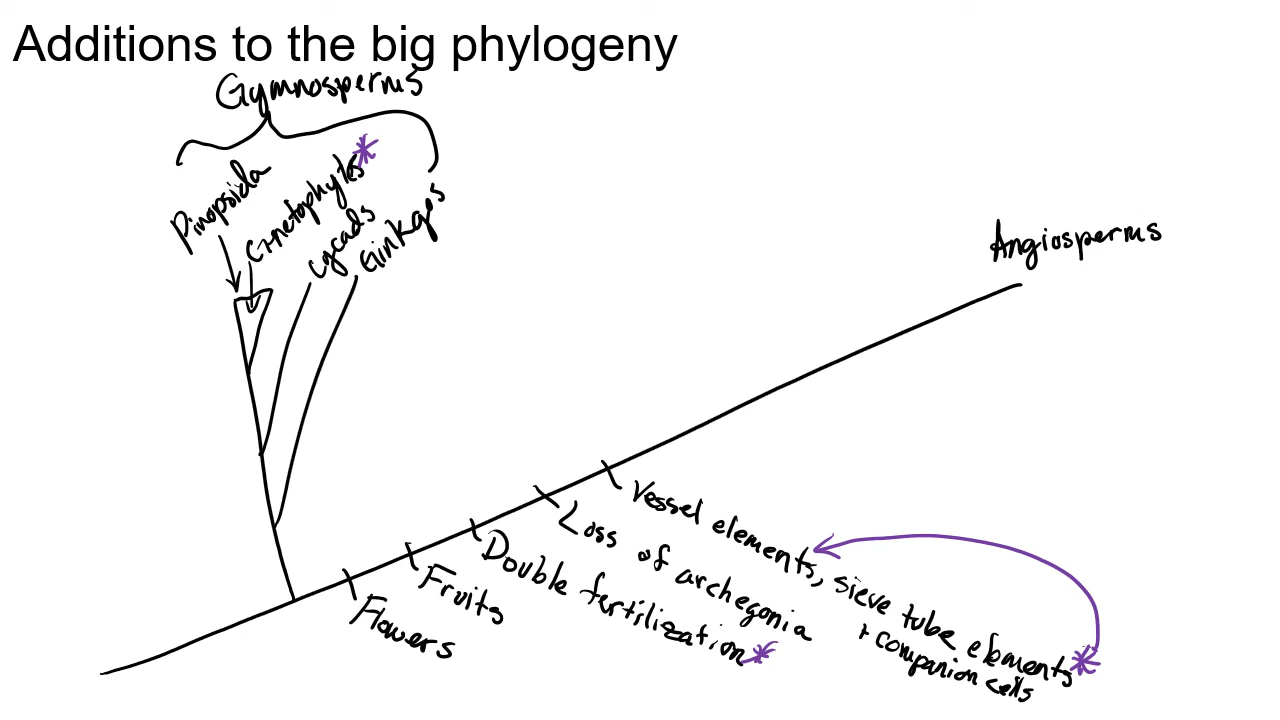 Additions to the big phylogeny
Gymnosperms
Pinopsida
Gnetophytes*
cycads
Ginkgos
Angiosperms
Vessel elements, sieve tube elements*
+ companion cells
Loss of archegonia
Double fertilization*
Fruits
Flowers